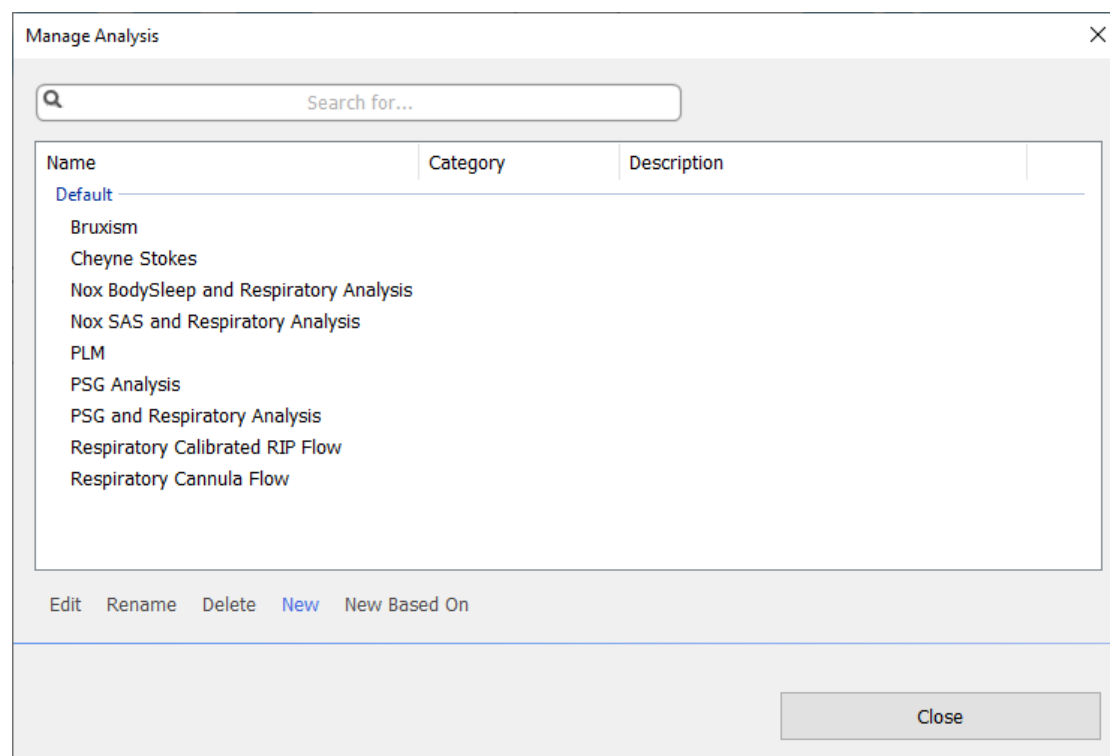 Manage Analysis
Search for...
Name Category Description
Default
Bruxism
Cheyne Stokes
Nox BodySleep and Respiratory Analysis
Nox SAS and Respiratory Analysis
PLM
PSG Analysis
PSG and Respiratory Analysis
Respiratory Calibrated RIP Flow
Respiratory Cannula Flow
Edit Rename Delete New New Based On
Close